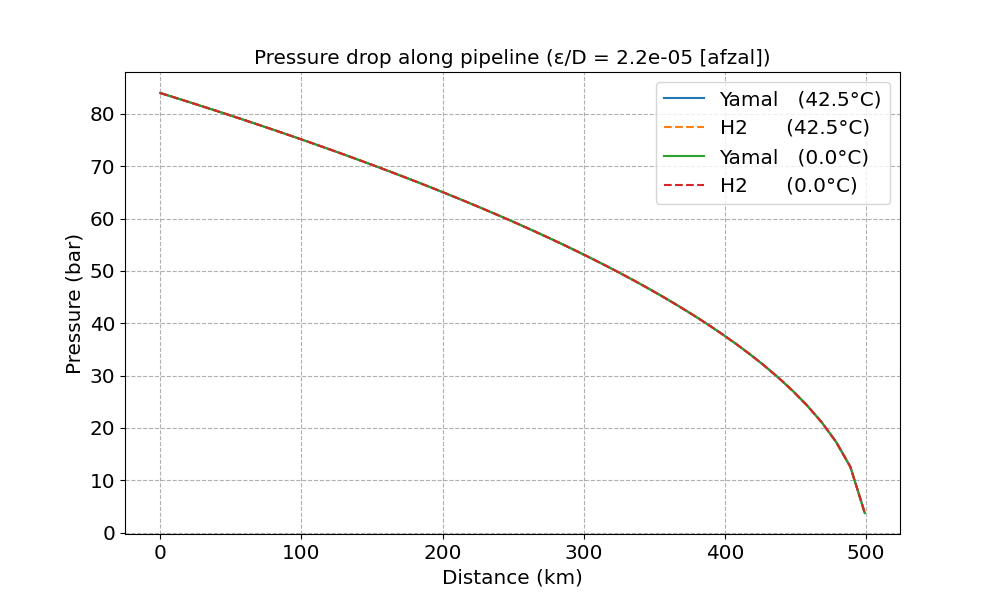 Pressure drop along pipeline (ε/D = 2.2e-05 [afzal])
Yamal (42.5°C)
H2 (42.5°C)
Yamal (0.0°C)
H2 (0.0°C)
80
70
60
50
40
30
20
10
0
Pressure (bar)
0 100 200 300 400 500
Distance (km)